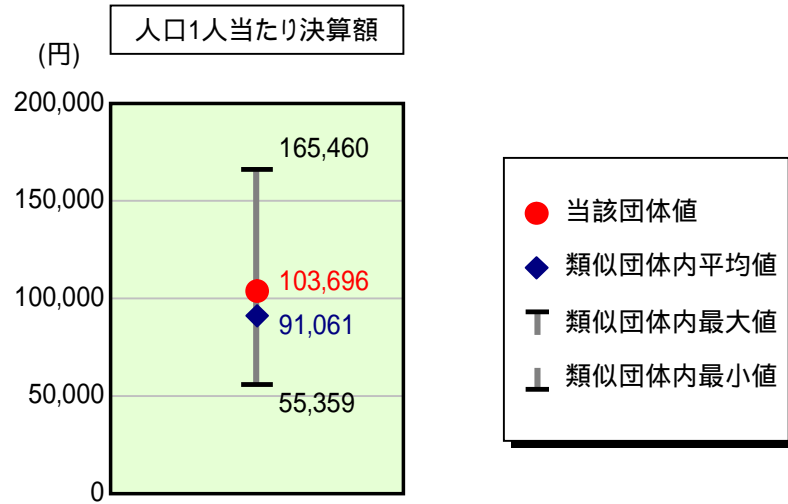 人口1人当たり決算額
(円)
200,000
165,460
150,000
103,696
100,000
91,061
55,359
50,000
0
当該団体値
類似団体内平均値
類似団体内最大値
類似団体内最小値